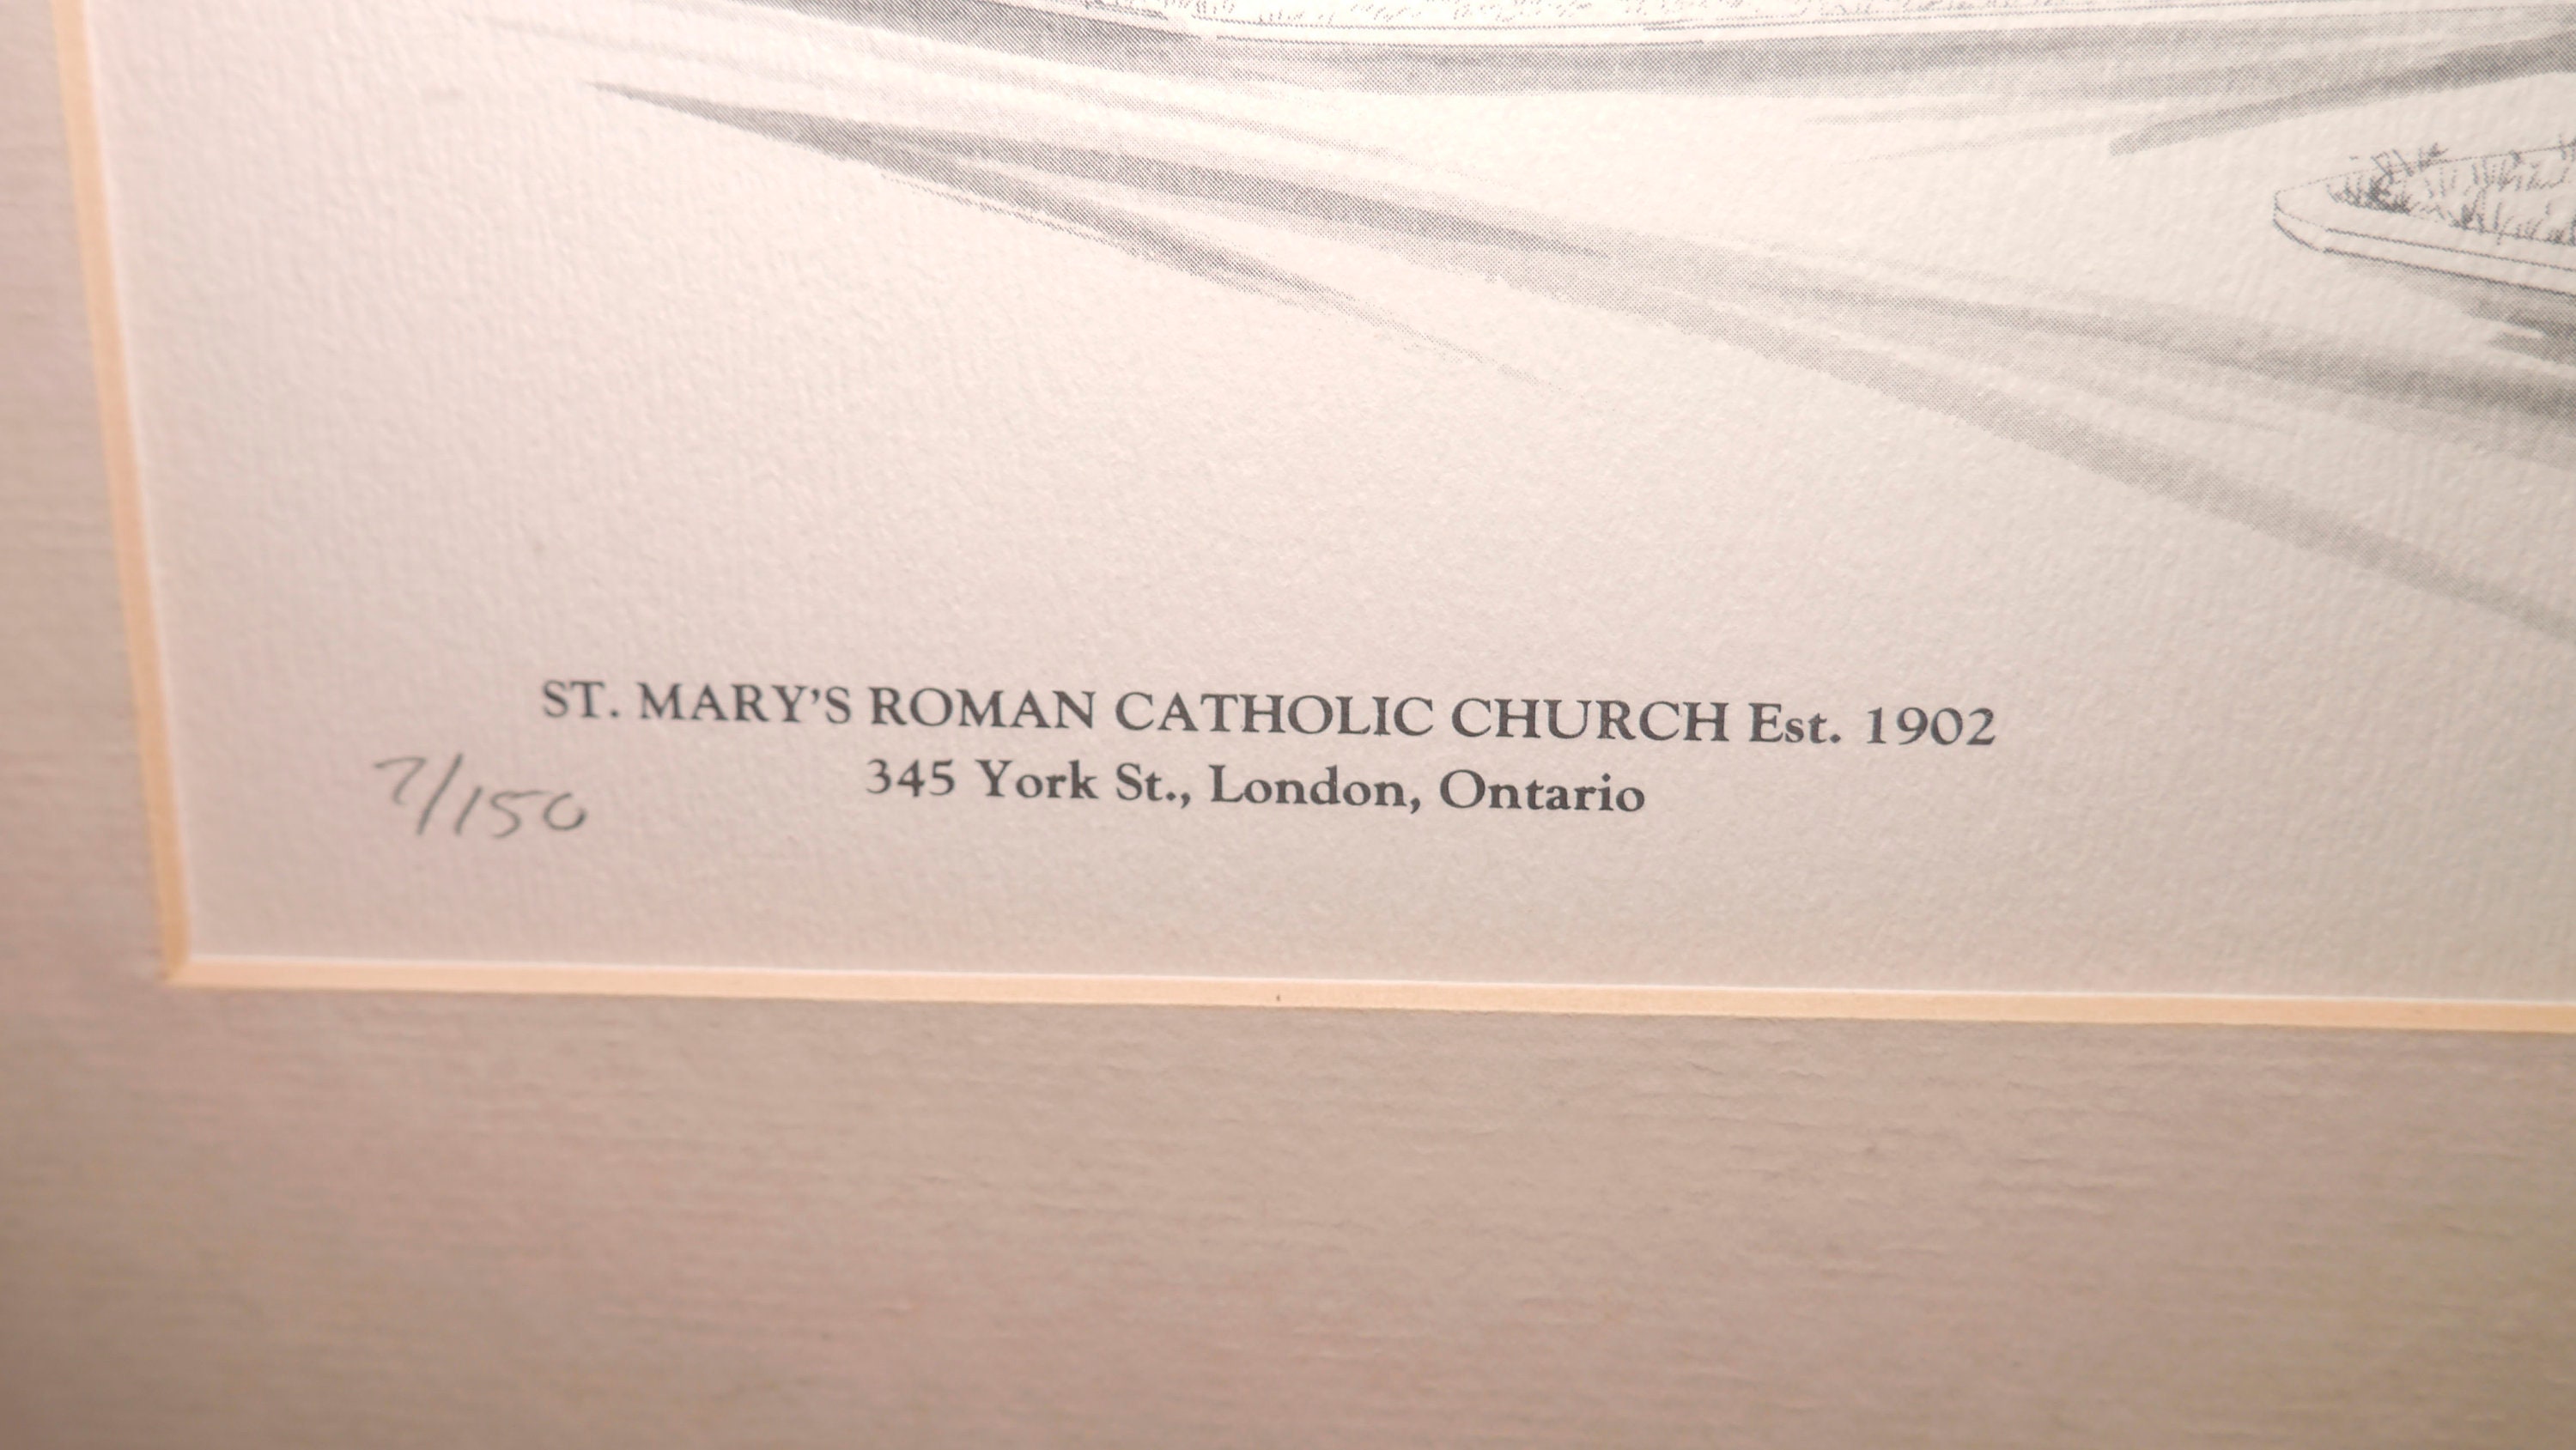 ST. MARY'S ROMAN CATHOLIC CHURCH Est. 1902
345 York St., London, Ontario
7/150